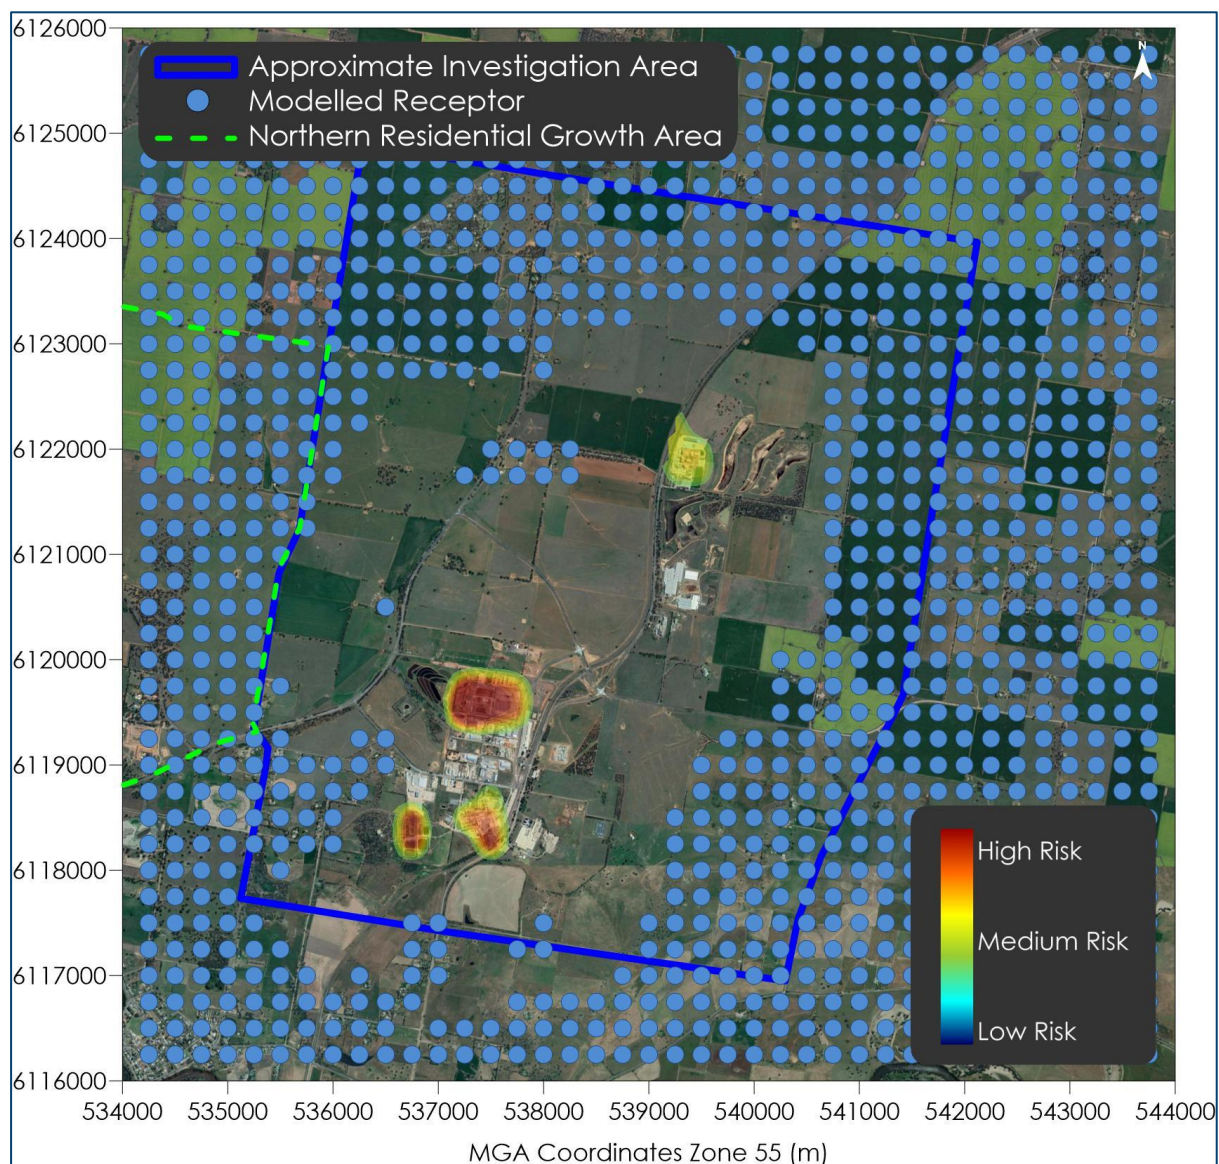 6126000
Approximate Investigation Area
N
Modelled Receptor
6125000
Northern Residential Growth Area
6124000
6123000
6122000
6121000
6120000
6119000
High Risk
6118000
Medium Risk
6117000
Low Risk
6116000
534000 535000 536000 537000 538000 539000 540000 541000 542000 543000 544000
MGA Coordinates Zone 55 (m)